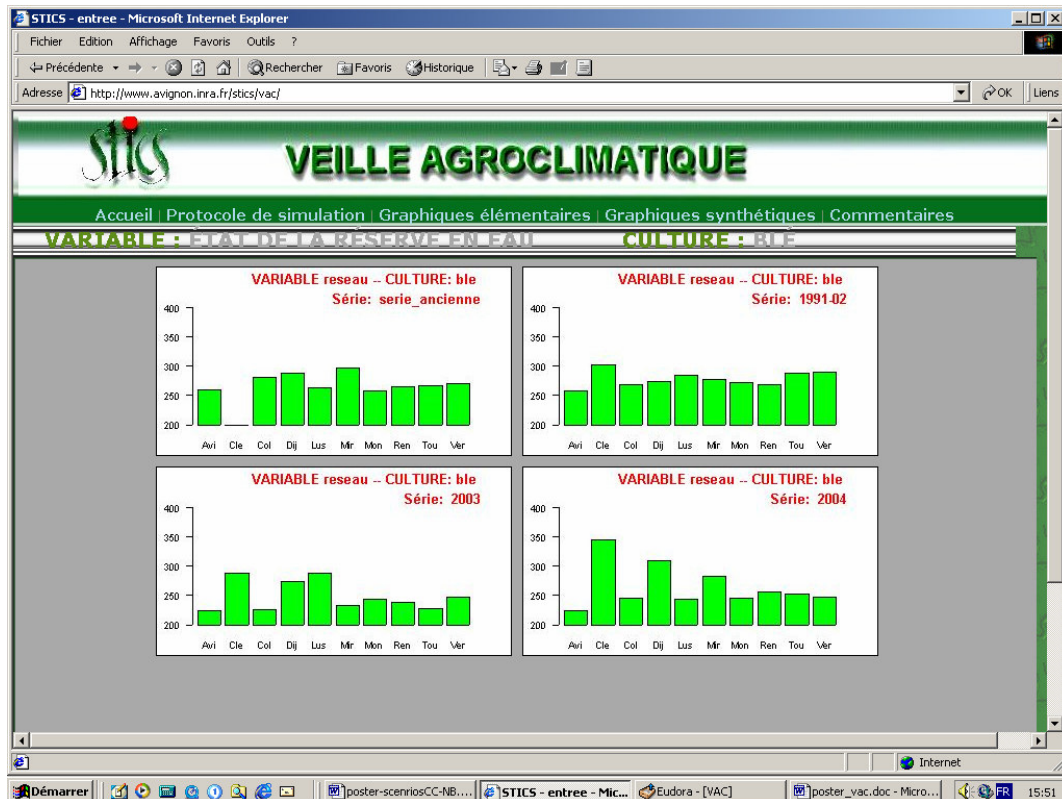 STICS - entree - Microsoft Internet Explorer
Fichier Edition Affichage Favoris Outils ?
Précédente Rechercher Favoris Historique
Adresse http://www.avignon.inra.fr/stics/vac/ OK Liens
stics
VEILLE AGROCLIMATIQUE
Accueil | Protocole de simulation | Graphiques élémentaires | Graphiques synthétiques | Commentaires
VARIABLE : ÉTAT DE LA RÉSERVE EN EAU CULTURE : BLÉ
VARIABLE reseau -- CULTURE: ble
Série: serie_ancienne
400
350
300
250
200
Avi Cle Col Dij Lus Mir Mon Ren Tou Ver
VARIABLE reseau -- CULTURE: ble
Série: 1991-02
400
350
300
250
200
Avi Cle Col Dij Lus Mir Mon Ren Tou Ver
VARIABLE reseau -- CULTURE: ble
Série: 2003
400
350
300
250
200
Avi Cle Col Dij Lus Mir Mon Ren Tou Ver
VARIABLE reseau -- CULTURE: ble
Série: 2004
400
350
300
250
200
Avi Cle Col Dij Lus Mir Mon Ren Tou Ver
Internet
Démarrer poster-scenriosCC-NB.... STICS - entree - Mic... Eudora - [VAC] poster_vac.doc - Micro... FR 15:51